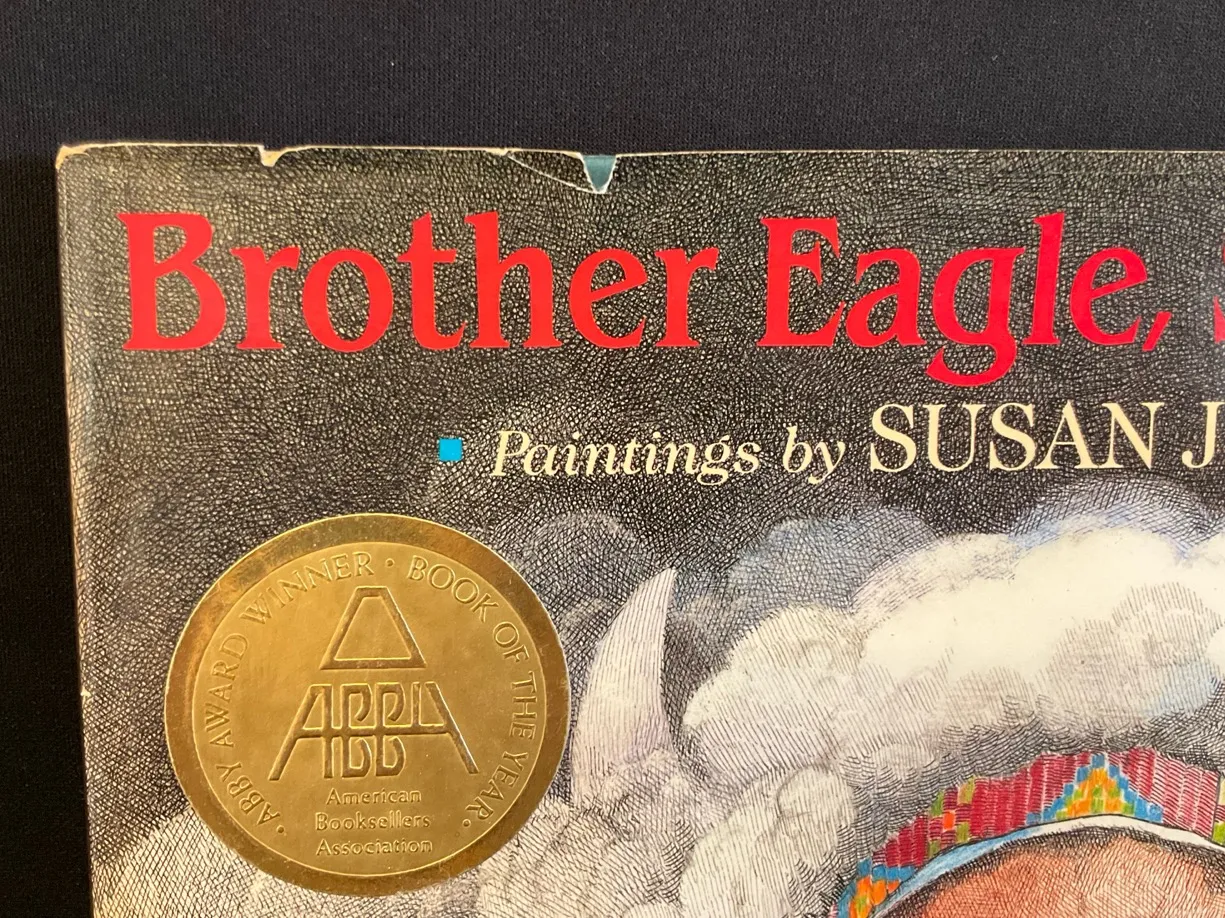 Brother Eagle, S
Paintings by SUSAN J
· ABBY AWARD WINNER · BOOK OF THE YEAR ·
ABBY
American
Booksellers
Association